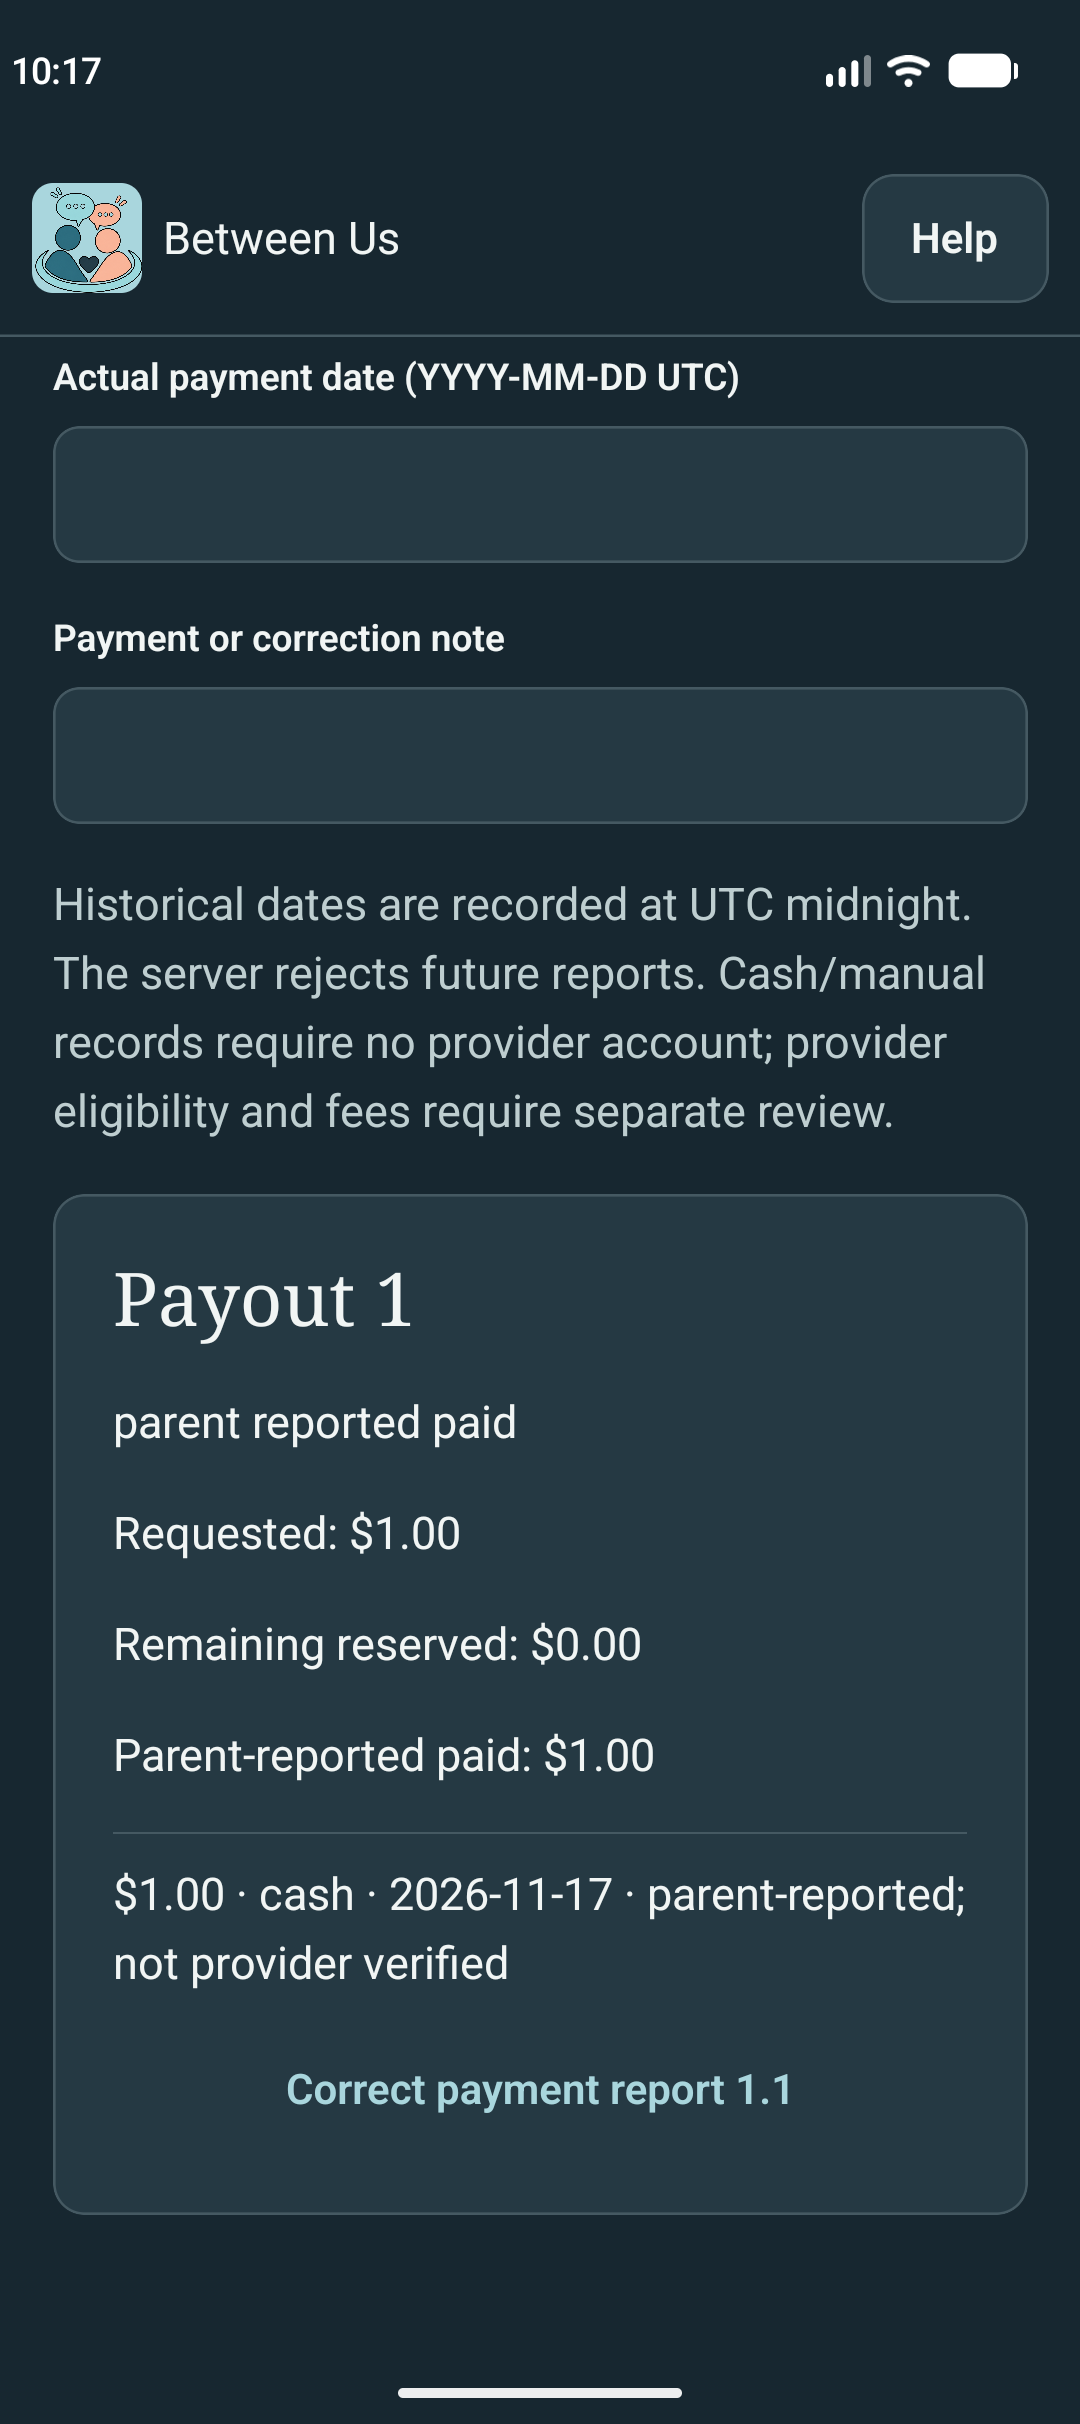 10:17
Between Us
Help
Actual payment date (YYYY-MM-DD UTC)
Payment or correction note
Historical dates are recorded at UTC midnight.
The server rejects future reports. Cash/manual
records require no provider account; provider
eligibility and fees require separate review.
Payout 1
parent reported paid
Requested: $1.00
Remaining reserved: $0.00
Parent-reported paid: $1.00
$1.00 · cash · 2026-11-17 · parent-reported;
not provider verified
Correct payment report 1.1